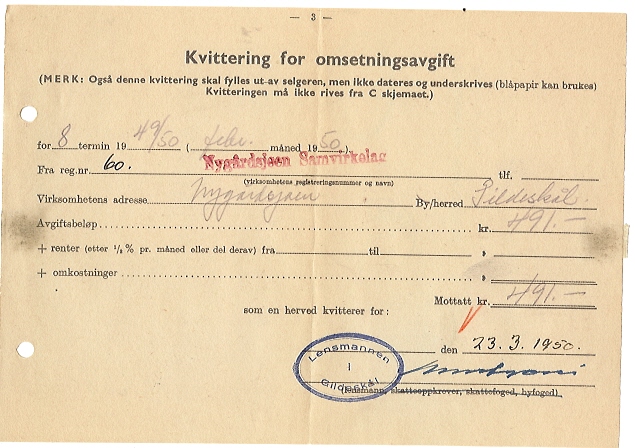 — 3 —
Kvittering for omsetningsavgift
(MERK: Også denne kvittering skal fylles ut av selgeren, men ikke dateres og underskrives (blåpapir kan brukes)
Kvitteringen må ikke rives fra C skjemaet.)
for 8 termin 19 49/50 ( febr. måned 19 50.)
Nygårdsjøen Samvirkelag
Fra reg.nr. 60. tlf.
(virksomhetens registreringsnummer og navn)
Virksomhetens adresse Nygårdsjøen By/herred Gildeskål.
Avgiftsbeløp kr. 491.—
+ renter (etter ½ % pr. måned eller del derav) fra til »
+ omkostninger »
Mottatt kr. 491.—
som en herved kvitterer for:
den 23. 3. 1950.
Lensmannen
i
Gildeskål
(lensmann, skatteoppkrever, skattefoged, byfoged)